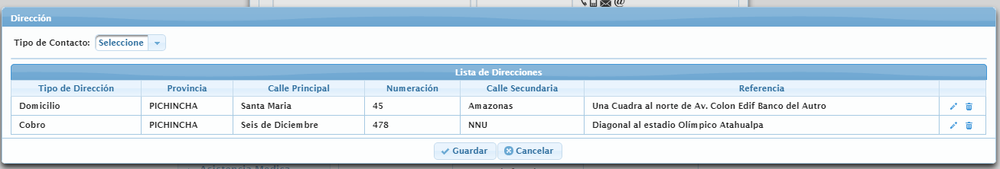 Dirección
Tipo de Contacto: Seleccione
Lista de Direcciones
Tipo de Dirección Provincia Calle Principal Numeración Calle Secundaria Referencia
Domicilio PICHINCHA Santa Maria 45 Amazonas Una Cuadra al norte de Av. Colon Edif Banco del Autro
Cobro PICHINCHA Seis de Diciembre 478 NNU Diagonal al estadio Olímpico Atahualpa
Guardar Cancelar
Asistencia Medica